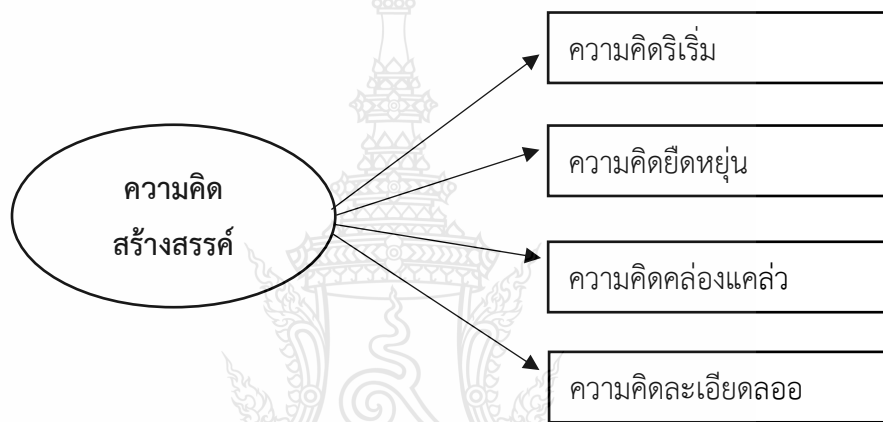 ความคิด
สร้างสรรค์
ความคิดริเริ่ม
ความคิดยืดหยุ่น
ความคิดคล่องแคล่ว
ความคิดละเอียดลออ